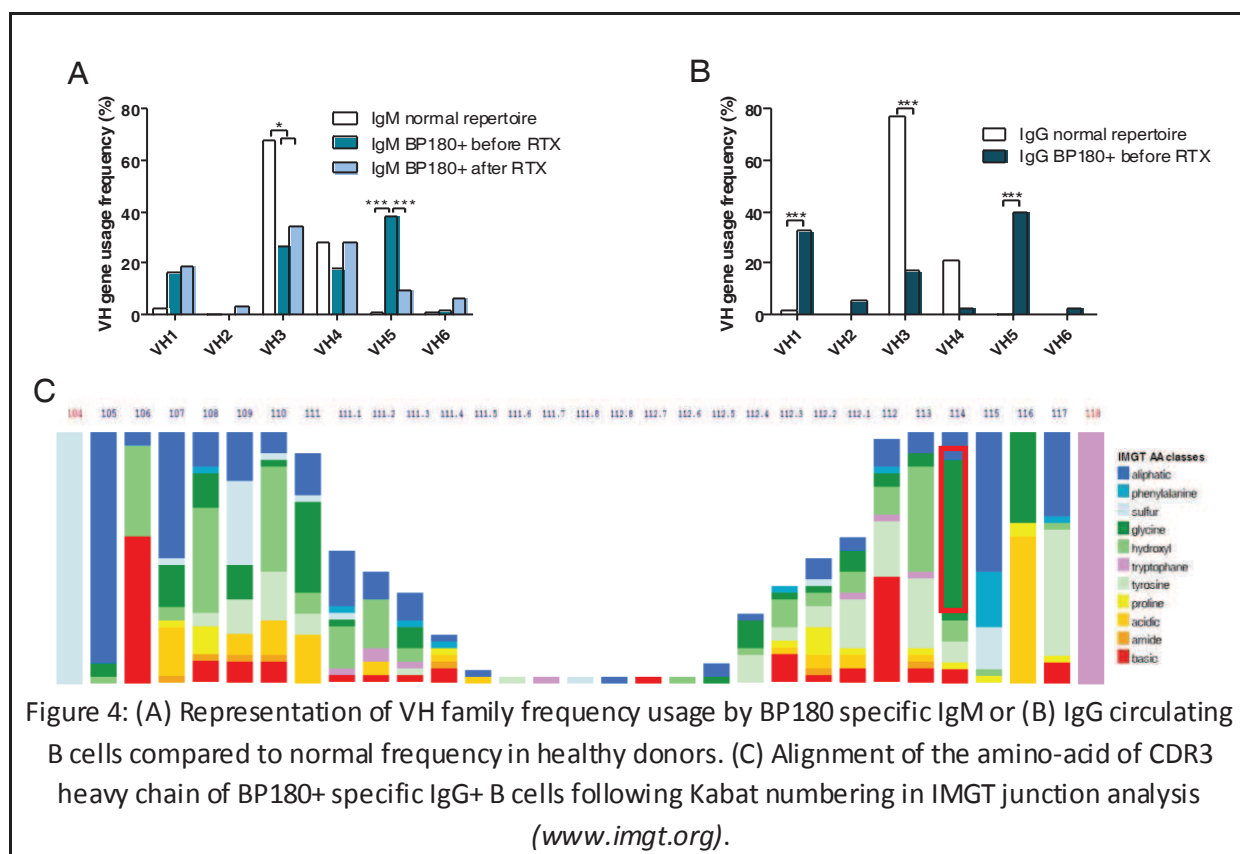 A
VH gene usage frequency (%)
80
60
40
20
0
*
*** ***
IgM normal repertoire
IgM BP180+ before RTX
IgM BP180+ after RTX
VH1 VH2 VH3 VH4 VH5 VH6
B
VH gene usage frequency (%)
80
60
40
20
0
***
***
***
IgG normal repertoire
IgG BP180+ before RTX
VH1 VH2 VH3 VH4 VH5 VH6
C
104 105 106 107 108 109 110 111 111.1 111.2 111.3 111.4 111.5 111.6 111.7 111.8 112.8 112.7 112.6 112.5 112.4 112.3 112.2 112.1 112 113 114 115 116 117 118
IMGT AA classes
aliphatic
phenylalanine
sulfur
glycine
hydroxyl
tryptophane
tyrosine
proline
acidic
amide
basic
Figure 4: (A) Representation of VH family frequency usage by BP180 specific IgM or (B) IgG circulating
B cells compared to normal frequency in healthy donors. (C) Alignment of the amino-acid of CDR3
heavy chain of BP180+ specific IgG+ B cells following Kabat numbering in IMGT junction analysis
(www.imgt.org).